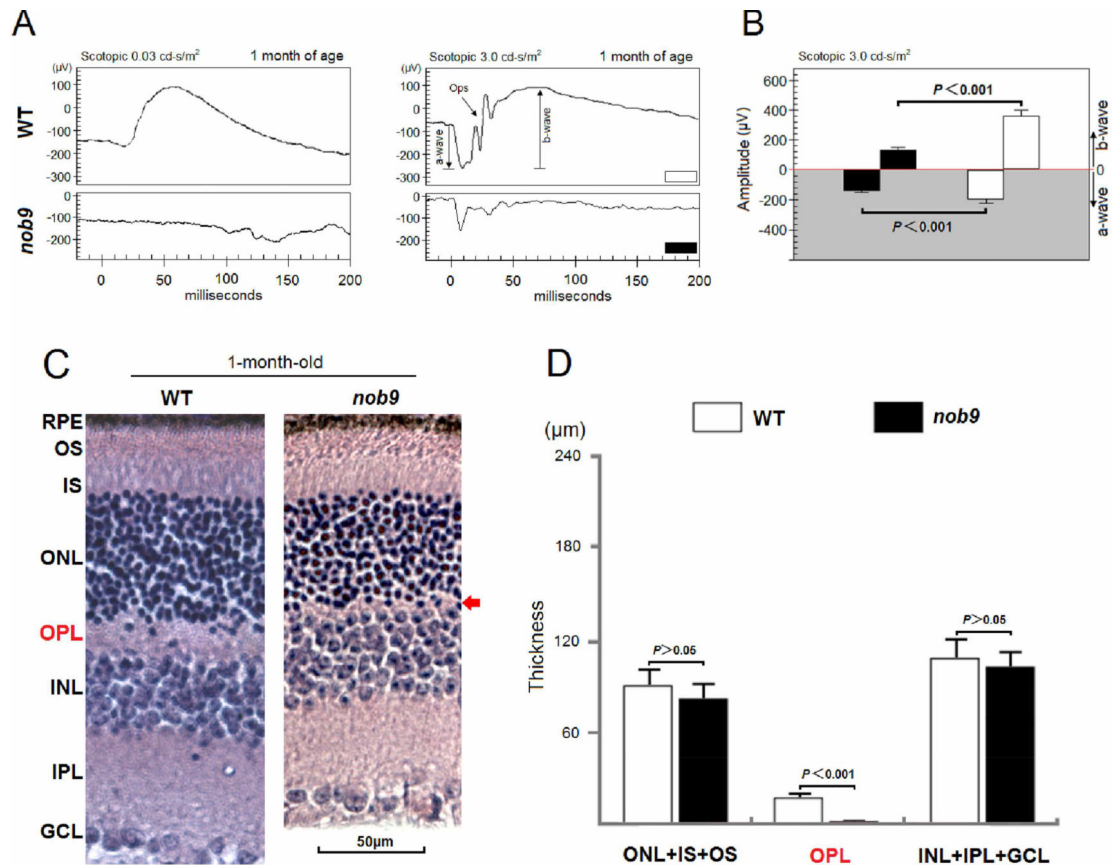 A
Scotopic 0.03 cd-s/m² 1 month of age
(µV)
100
0
-100
-200
-300
WT
0
-100
-200
nob9
0 50 100 150 200
milliseconds
Scotopic 3.0 cd-s/m² 1 month of age
(µV)
100
0
-100
-200
-300
Ops
a-wave
b-wave
0
-100
-200
0 50 100 150 200
milliseconds
B
Scotopic 3.0 cd-s/m²
600
400
200
0
-200
-400
Amplitude (µV)
P<0.001
P<0.001
b-wave
0
a-wave
C
1-month-old
WT nob9
RPE
OS
IS
ONL
OPL
INL
IPL
GCL
50µm
D
WT nob9
(µm)
240
180
120
60
Thickness
P>0.05
P<0.001
P>0.05
ONL+IS+OS OPL INL+IPL+GCL